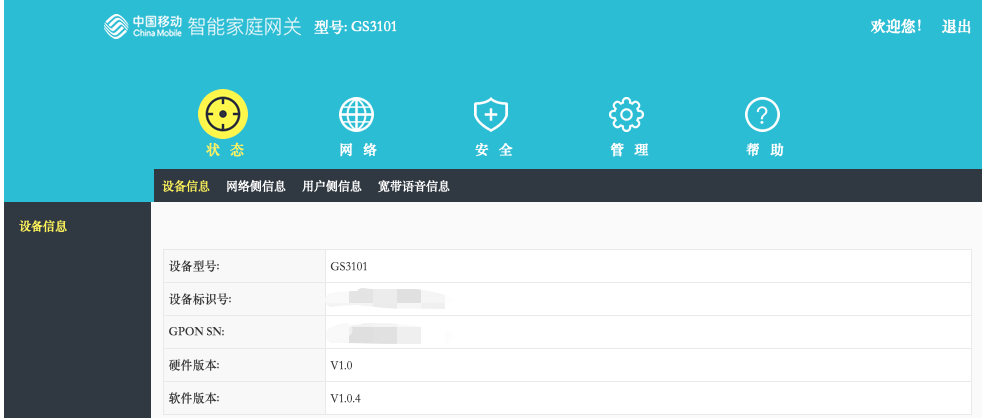 中国移动 China Mobile 智能家庭网关 型号: GS3101 欢迎您! 退出
状 态 网 络 安 全 管 理 帮 助
设备信息 网络侧信息 用户侧信息 宽带语音信息
设备信息
设备型号: GS3101
设备标识号:
GPON SN:
硬件版本: V1.0
软件版本: V1.0.4